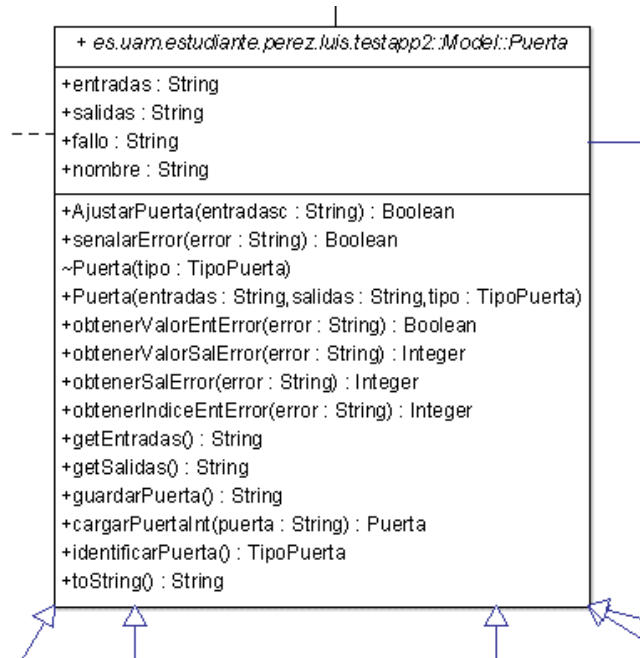 + es.uam.estudiante.perez.luis.testapp2::Model::Puerta
+entradas : String
+salidas : String
+fallo : String
+nombre : String
+AjustarPuerta(entradasc : String) : Boolean
+senalarError(error : String) : Boolean
~Puerta(tipo : TipoPuerta)
+Puerta(entradas : String,salidas : String,tipo : TipoPuerta)
+obtenerValorEntError(error : String) : Boolean
+obtenerValorSalError(error : String) : Integer
+obtenerSalError(error : String) : Integer
+obtenerIndiceEntError(error : String) : Integer
+getEntradas() : String
+getSalidas() : String
+guardarPuerta() : String
+cargarPuertaInt(puerta : String) : Puerta
+identificarPuerta() : TipoPuerta
+toString() : String